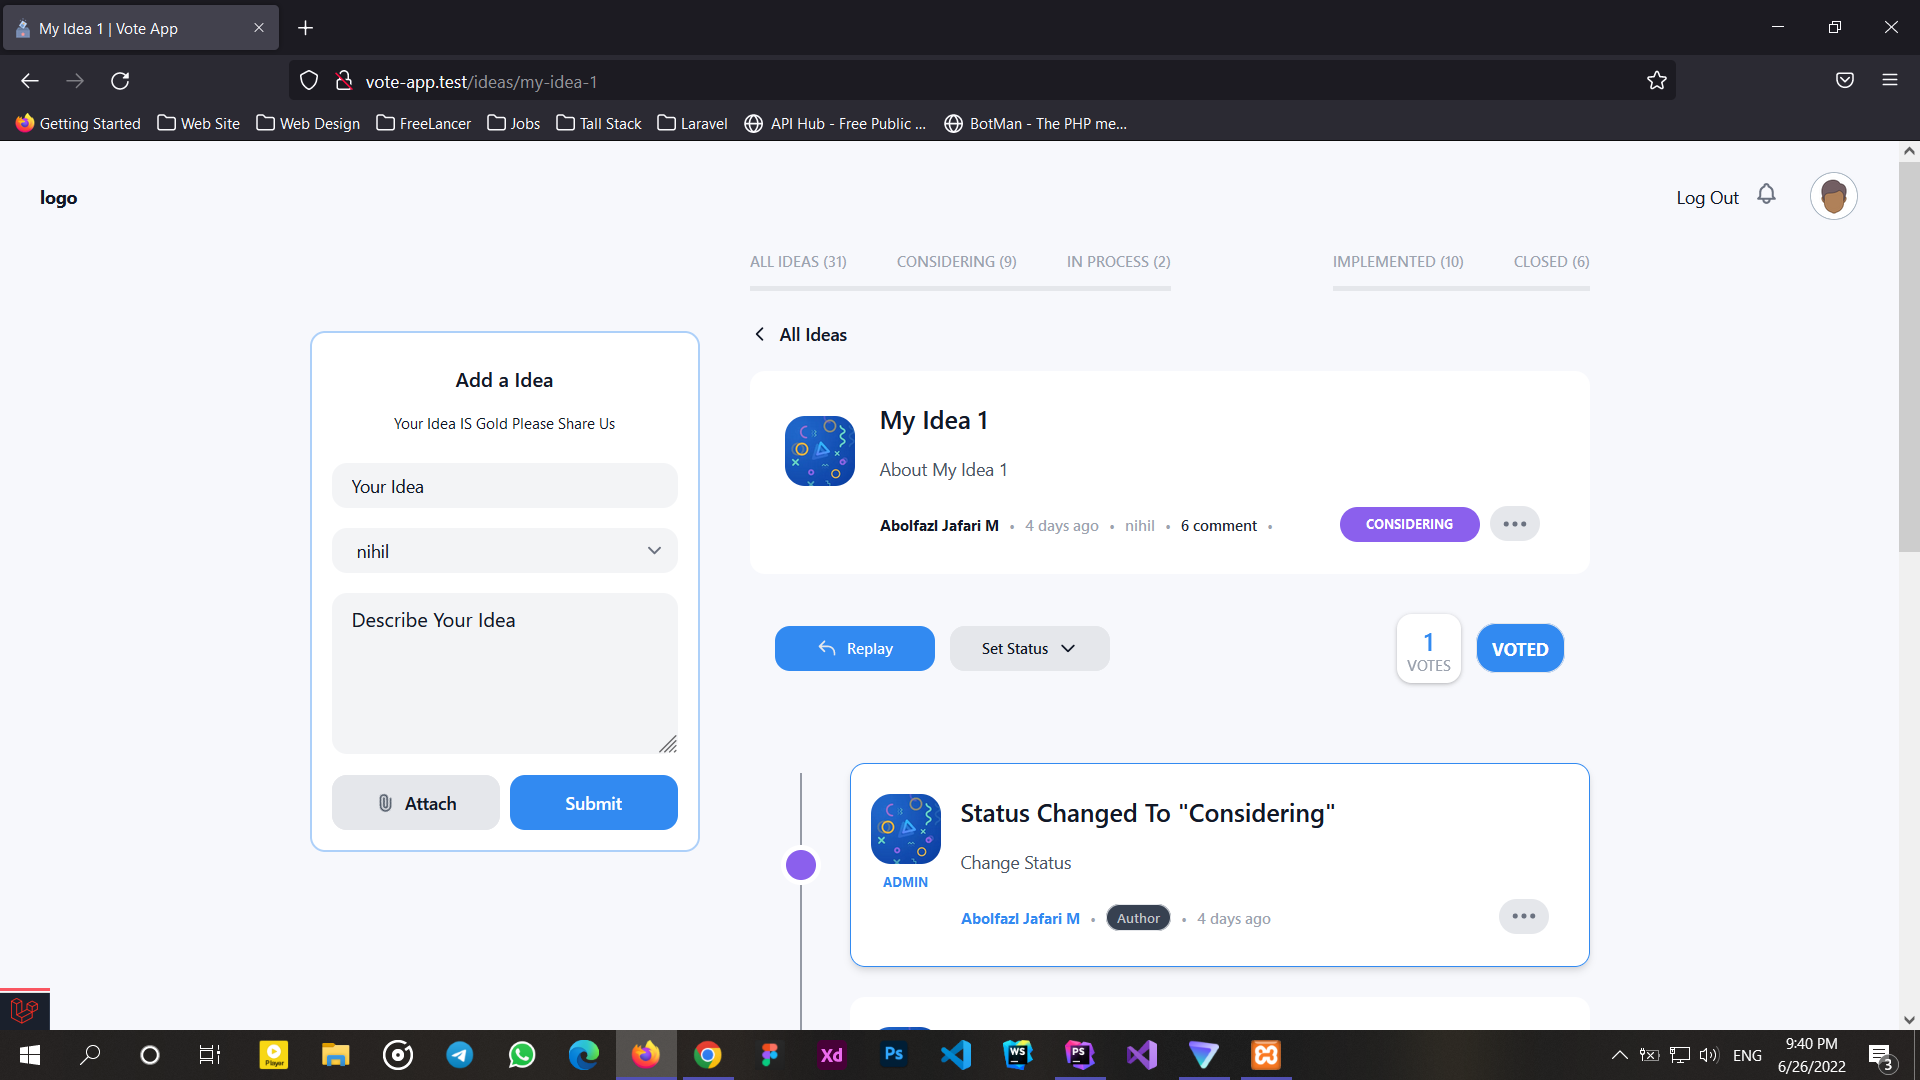 My Idea 1 | Vote App
vote-app.test/ideas/my-idea-1
Getting Started Web Site Web Design FreeLancer Jobs Tall Stack Laravel API Hub - Free Public ... BotMan - The PHP me...
logo
Log Out
ALL IDEAS (31) CONSIDERING (9) IN PROCESS (2) IMPLEMENTED (10) CLOSED (6)
All Ideas
Add a Idea
Your Idea IS Gold Please Share Us
Your Idea
nihil
Describe Your Idea
Attach Submit
My Idea 1
About My Idea 1
Abolfazl Jafari M • 4 days ago • nihil • 6 comment •
CONSIDERING
Replay Set Status
1
VOTES
VOTED
Status Changed To "Considering"
Change Status
ADMIN
Abolfazl Jafari M • Author • 4 days ago
Player
Xd
Ps
WS
PS
ENG
9:40 PM
6/26/2022
3